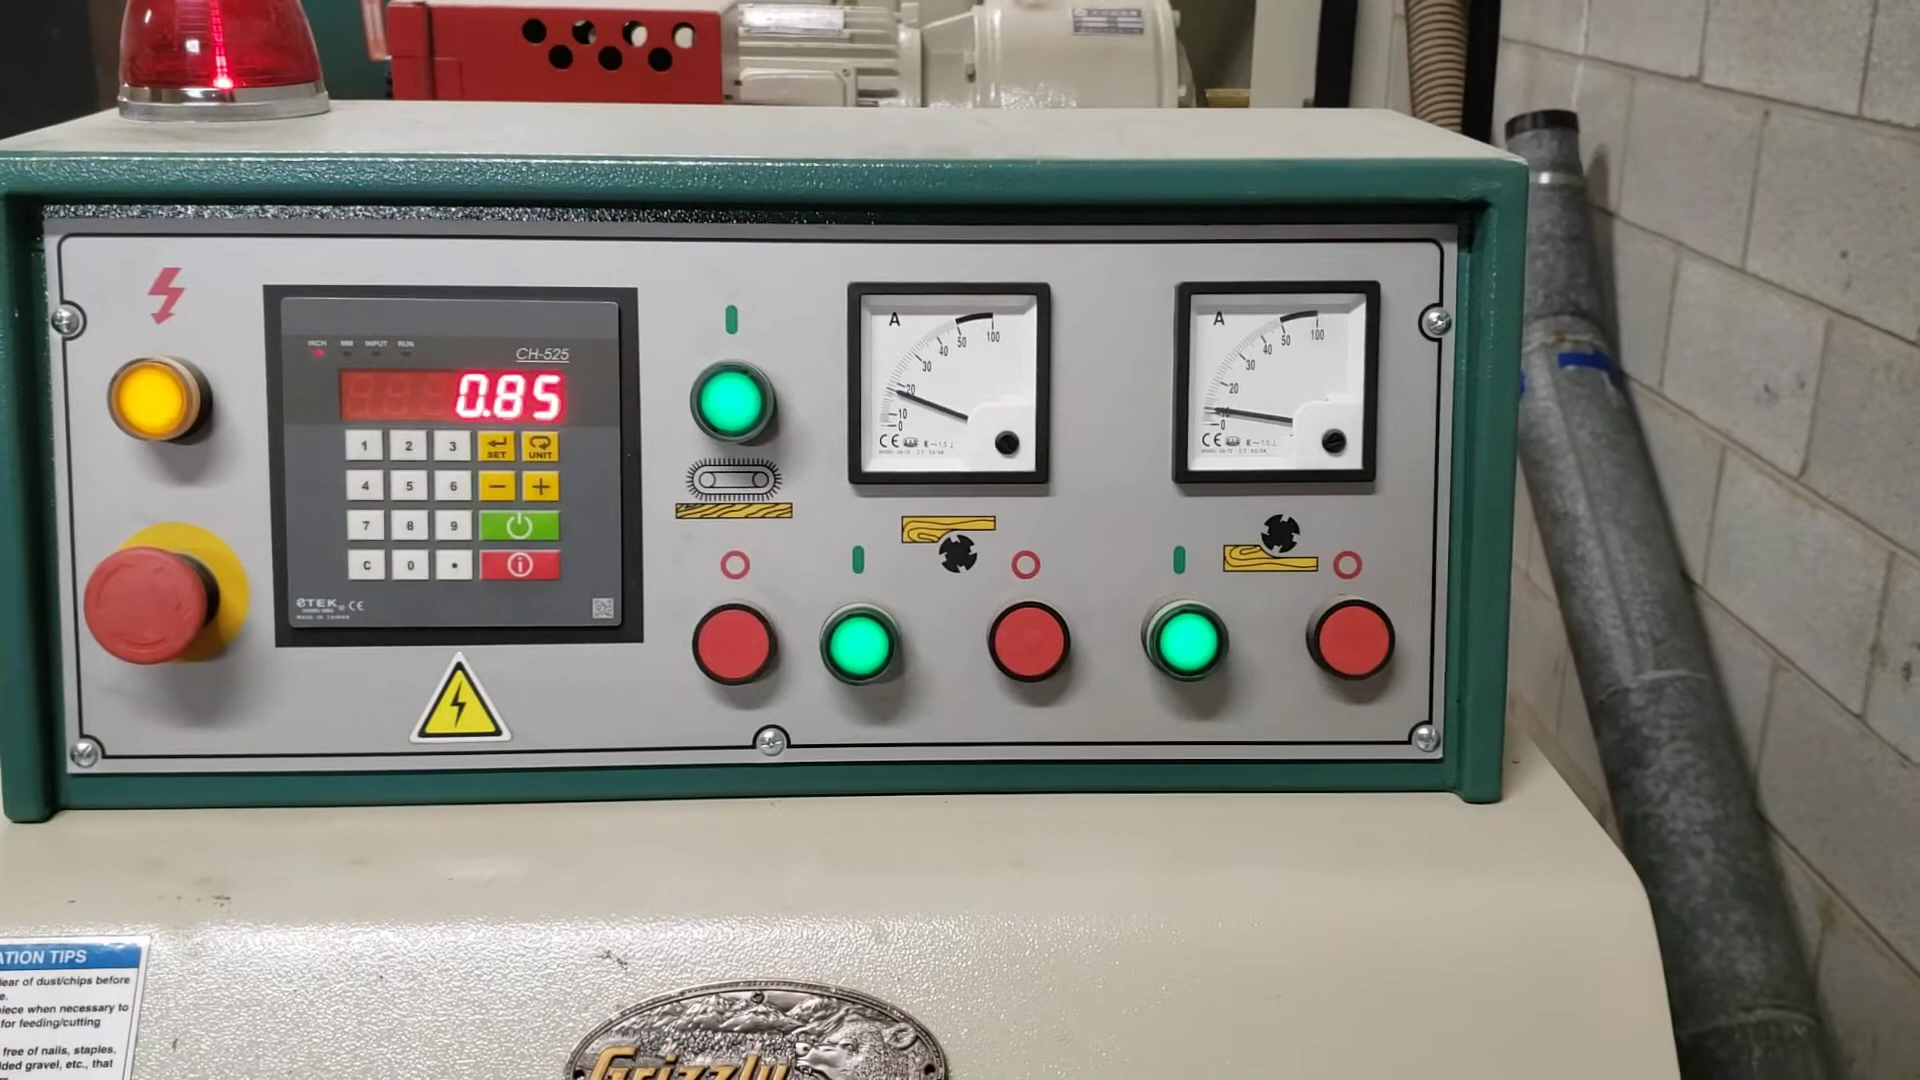 INCH MM INPUT RUN
CH-525
0.85
1 2 3 SET UNIT
4 5 6 − +
7 8 9
C 0 •
eTEK CE
MADE IN TAIWAN
A
0 10 20 30 40 50 100
CE
A
0 10 20 30 40 50 100
CE
ATION TIPS
lear of dust/chips before
e.
piece when necessary to
for feeding/cutting
free of nails, staples,
lded gravel, etc., that
Grizzly